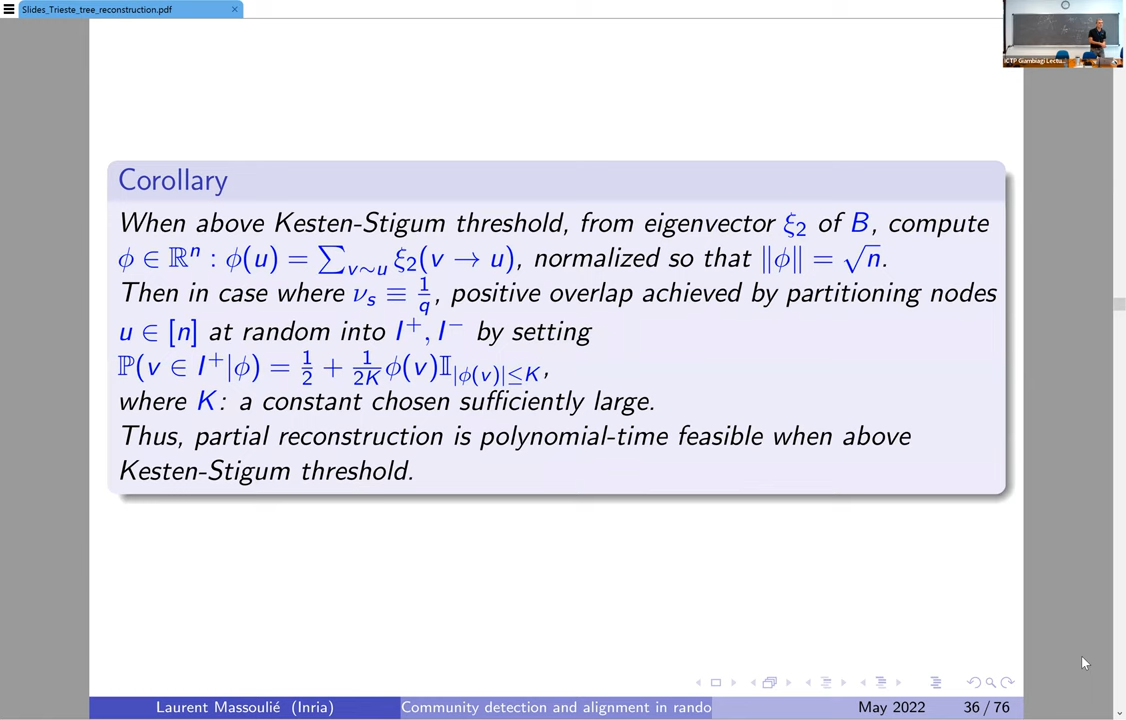 Slides_Trieste_tree_reconstruction.pdf
ICTP Giambiagi Lectu...
Corollary
When above Kesten-Stigum threshold, from eigenvector ξ₂ of B, compute
ϕ ∈ ℝⁿ : ϕ(u) = ∑_{v∼u} ξ₂(v → u), normalized so that ‖ϕ‖ = √n.
Then in case where ν_s ≡ 1/q, positive overlap achieved by partitioning nodes
u ∈ [n] at random into I⁺, I⁻ by setting
ℙ(v ∈ I⁺|ϕ) = 1/2 + 1/2K ϕ(v)𝕀_{|ϕ(v)|≤K},
where K: a constant chosen sufficiently large.
Thus, partial reconstruction is polynomial-time feasible when above
Kesten-Stigum threshold.
Laurent Massoulié (Inria)
Community detection and alignment in rando
May 2022
36 / 76